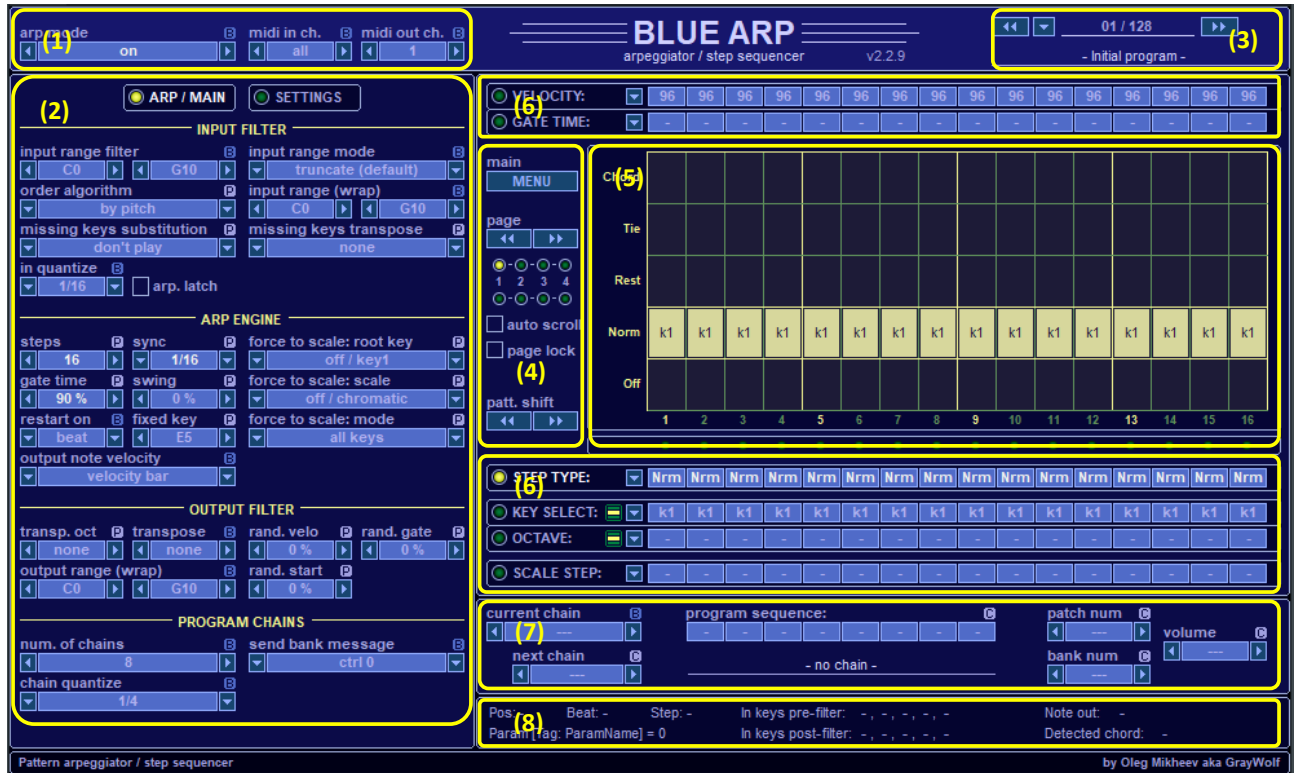 arp mode B midi in ch. B midi out ch. B
(1)
on all 1
BLUE ARP
arpeggiator / step sequencer v2.2.9
01 / 128
(3)
- Initial program -
(2)
ARP / MAIN SETTINGS
INPUT FILTER
input range filter B input range mode B
C0 G10 truncate (default)
order algorithm P input range (wrap) B
by pitch C0 G10
missing keys substitution P missing keys transpose P
don't play none
in quantize B
1/16 arp. latch
ARP ENGINE
steps P sync P force to scale: root key P
16 1/16 off / key1
gate time P swing P force to scale: scale P
90 % 0 % off / chromatic
restart on B fixed key P force to scale: mode P
beat E5 all keys
output note velocity B
velocity bar
OUTPUT FILTER
transp. oct P transpose B rand. velo P rand. gate P
none none 0 % 0 %
output range (wrap) B rand. start P
C0 G10 0 %
PROGRAM CHAINS
num. of chains B send bank message B
8 ctrl 0
chain quantize B
1/4
(6)
VELOCITY: 96 96 96 96 96 96 96 96 96 96 96 96 96 96 96 96
GATE TIME: - - - - - - - - - - - - - - - -
main
MENU
page
1 2 3 4
auto scroll
page lock
(4)
patt. shift
(5)
Chord
Tie
Rest
Norm k1 k1 k1 k1 k1 k1 k1 k1 k1 k1 k1 k1 k1 k1 k1 k1
Off
1 2 3 4 5 6 7 8 9 10 11 12 13 14 15 16
(6)
STEP TYPE: Nrm Nrm Nrm Nrm Nrm Nrm Nrm Nrm Nrm Nrm Nrm Nrm Nrm Nrm Nrm Nrm
KEY SELECT: k1 k1 k1 k1 k1 k1 k1 k1 k1 k1 k1 k1 k1 k1 k1 k1
OCTAVE: - - - - - - - - - - - - - - - -
SCALE STEP: - - - - - - - - - - - - - - - -
current chain B program sequence: C patch num C
(7)
--- - - - - - - - - --- volume C
next chain C - no chain - bank num C ---
--- ---
Pos: - Beat: - Step: - In keys pre-filter: - , - , - , - , - Note out: -
(8)
Param [Tag: ParamName] = 0 In keys post-filter: - , - , - , - , - Detected chord: -
Pattern arpeggiator / step sequencer by Oleg Mikheev aka GrayWolf